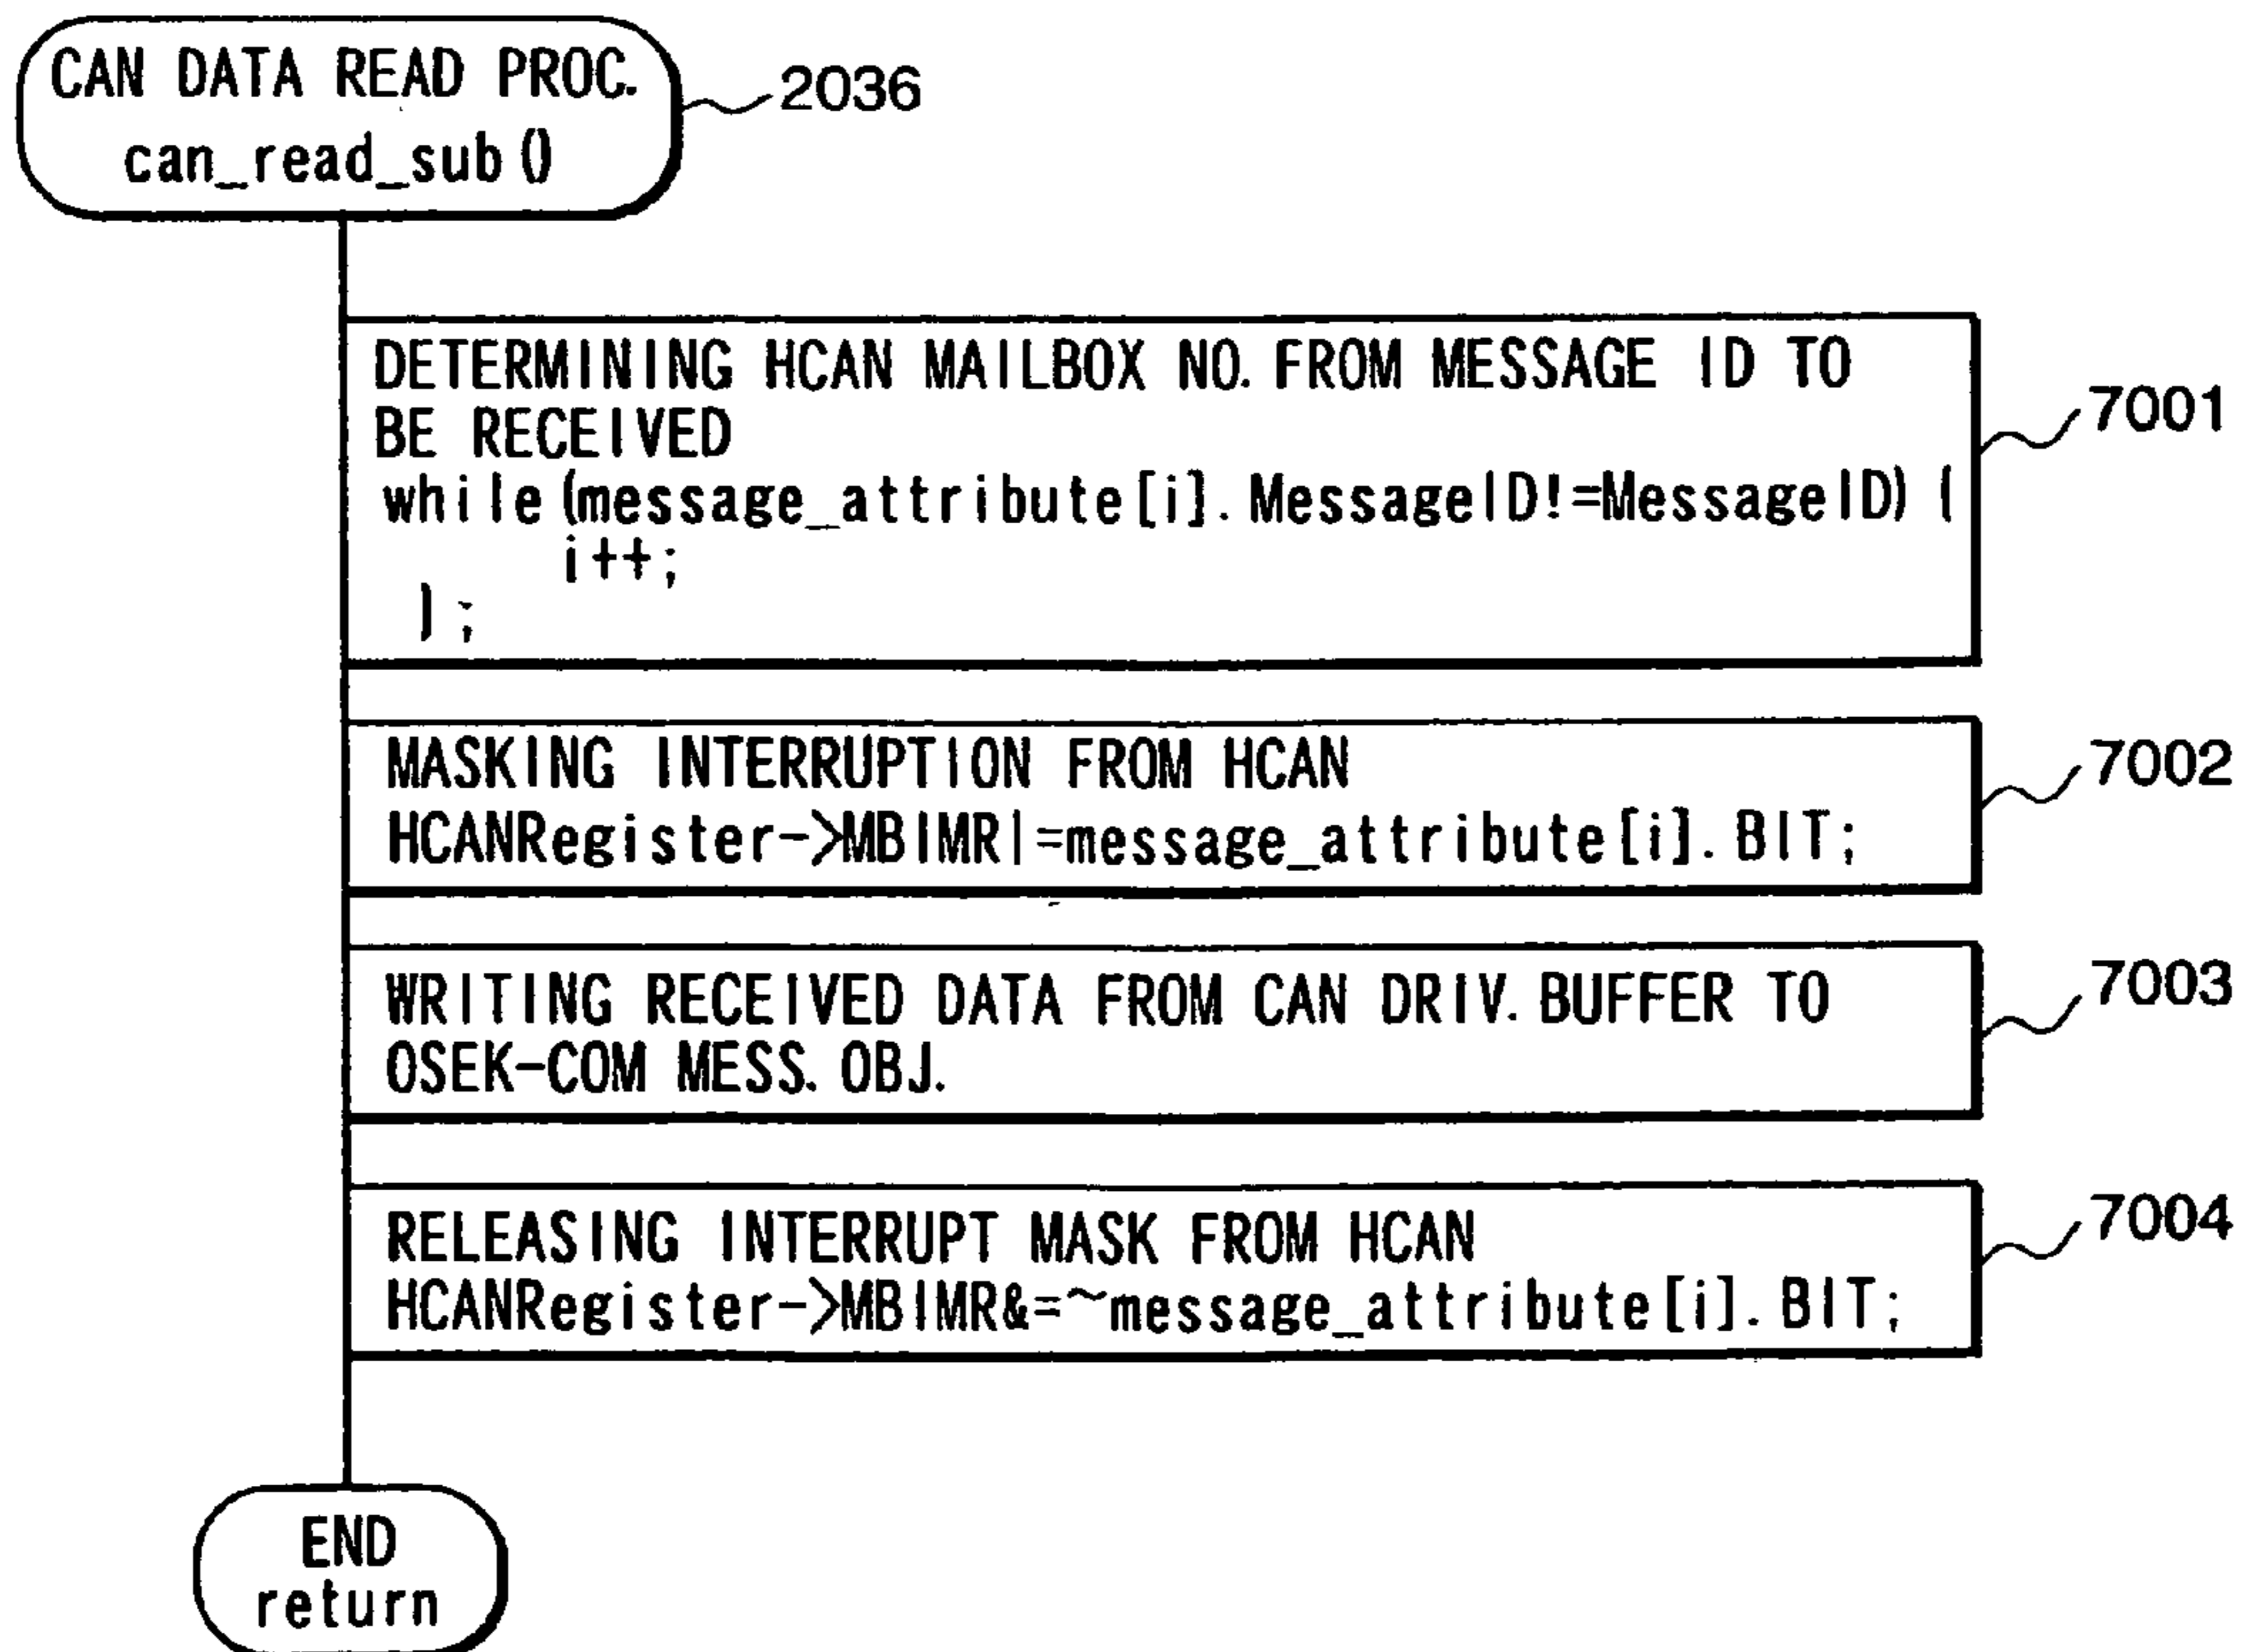 CAN DATA READ PROC.
can_read_sub()
2036
DETERMINING HCAN MAILBOX NO. FROM MESSAGE ID TO
BE RECEIVED
while(message_attribute[i].MessageID!=MessageID){
i++;
};
7001
MASKING INTERRUPTION FROM HCAN
HCANRegister->MBIMR|=message_attribute[i].BIT;
7002
WRITING RECEIVED DATA FROM CAN DRIV. BUFFER TO
OSEK-COM MESS. OBJ.
7003
RELEASING INTERRUPT MASK FROM HCAN
HCANRegister->MBIMR&=~message_attribute[i].BIT;
7004
END
return